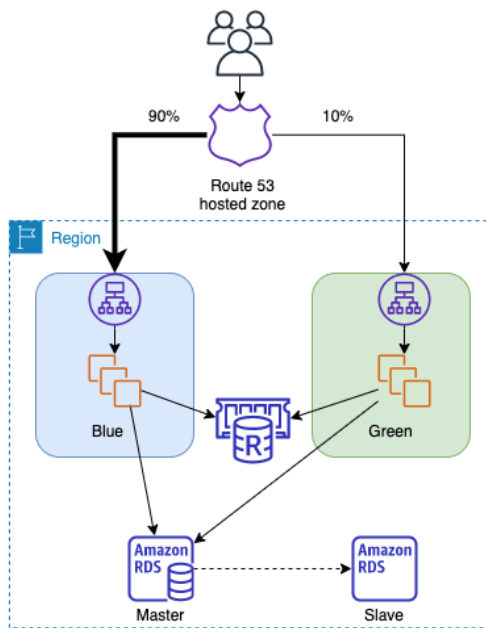 90%
10%
Route 53
hosted zone
Region
Blue
R
Green
Amazon
RDS
Amazon
RDS
Master
Slave